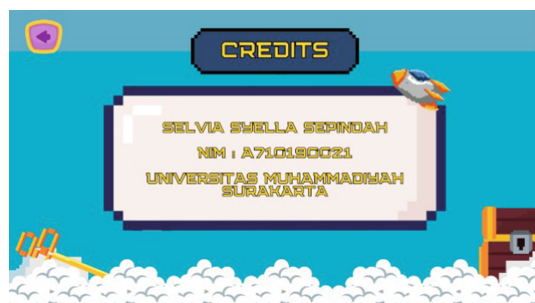 CREDITS
SELVIA SYELLA SEPINDAH
NIM : A710190021
UNIVERSITAS MUHAMMADIYAH
SURAKARTA